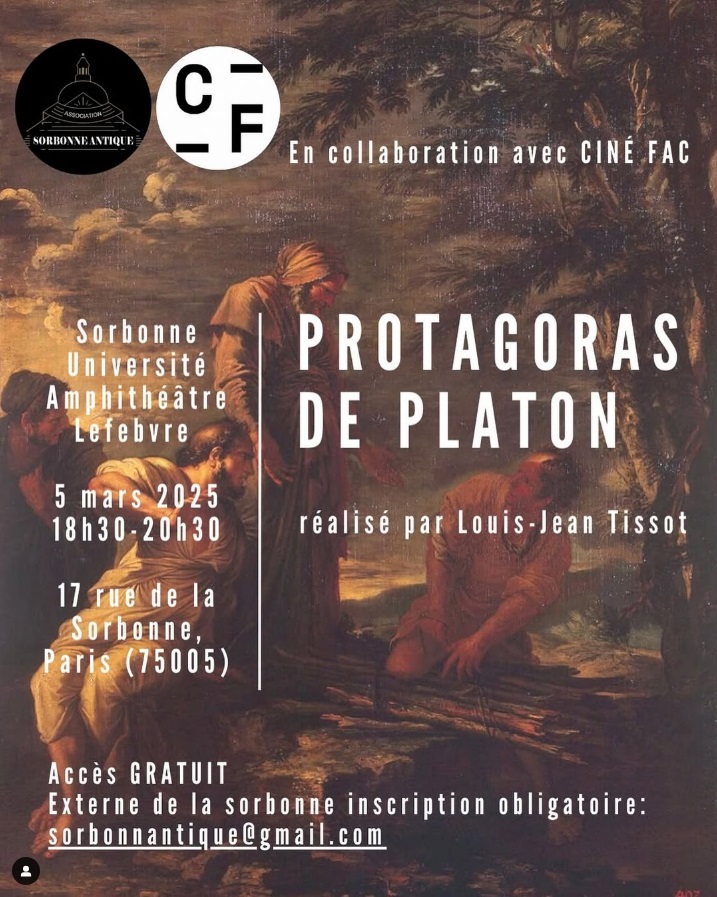 ASSOCIATION
SORBONNE ANTIQUE
C
F
En collaboration avec CINÉ FAC
Sorbonne
Université
Amphithéâtre
Lefebvre
5 mars 2025
18h30-20h30
17 rue de la
Sorbonne,
Paris (75005)
PROTAGORAS
DE PLATON
réalisé par Louis-Jean Tissot
Accès GRATUIT
Externe de la sorbonne inscription obligatoire:
sorbonnantique@gmail.com